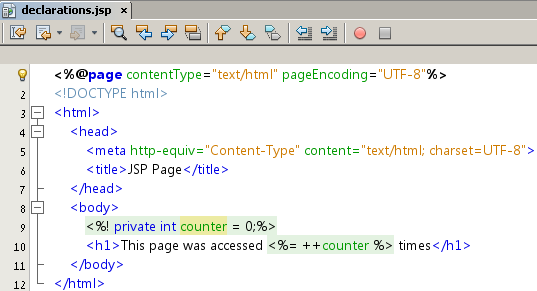 declarations.jsp
<%@page contentType="text/html" pageEncoding="UTF-8"%>
2 <!DOCTYPE html>
3 <html>
4 <head>
5 <meta http-equiv="Content-Type" content="text/html; charset=UTF-8">
6 <title>JSP Page</title>
7 </head>
8 <body>
9 <%! private int counter = 0;%>
10 <h1>This page was accessed <%= ++counter %> times</h1>
11 </body>
12 </html>